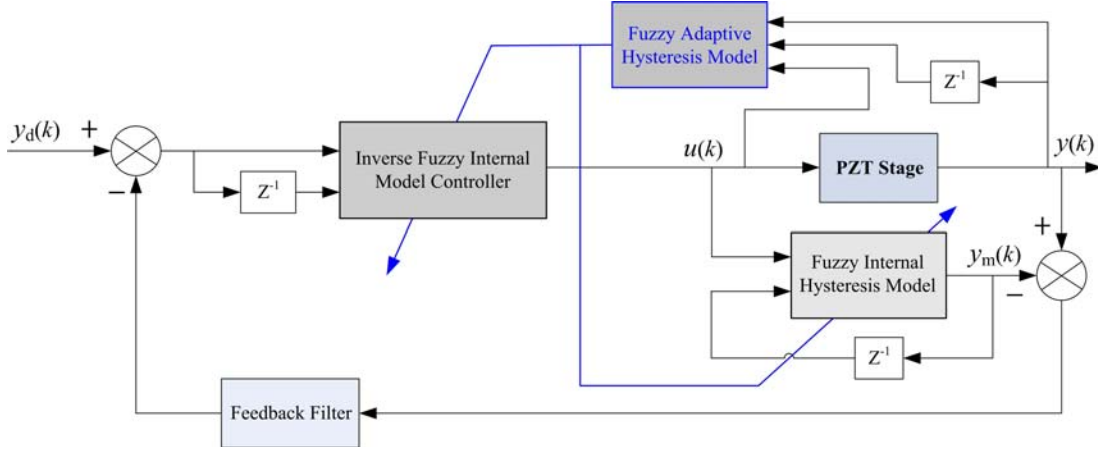 Fuzzy Adaptive
Hysteresis Model
Z-1
yd(k)
+
−
Inverse Fuzzy Internal
Model Controller
Z-1
u(k)
PZT Stage
y(k)
+
−
Fuzzy Internal
Hysteresis Model
ym(k)
Z-1
Feedback Filter